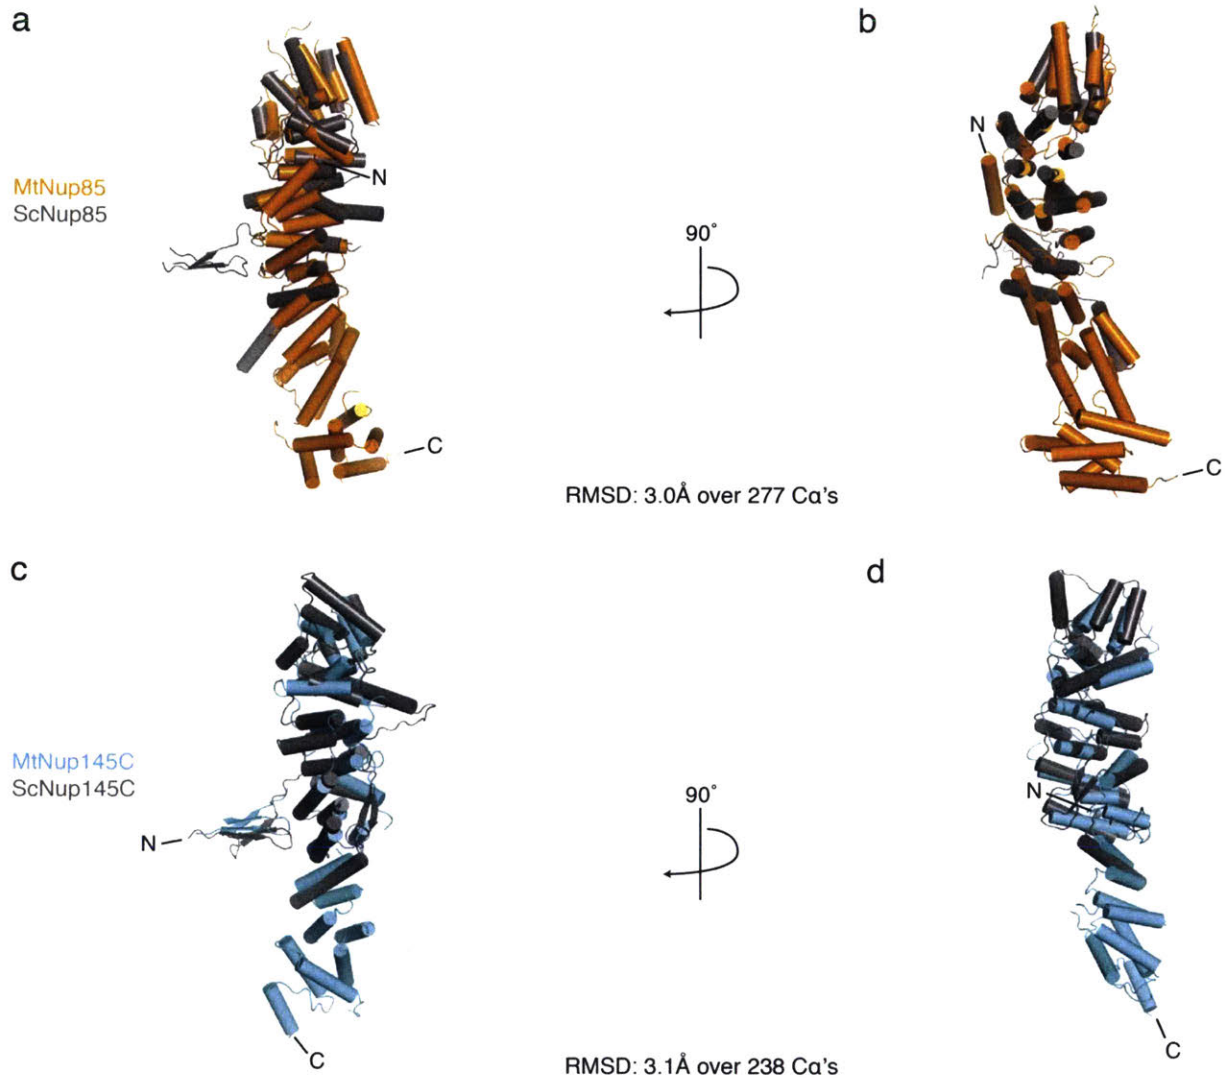 a
b
N
MtNup85
ScNup85
N
90°
C
C
RMSD: 3.0Å over 277 Cα's
c
d
MtNup145C
ScNup145C
90°
N
N
C
C
RMSD: 3.1Å over 238 Cα's